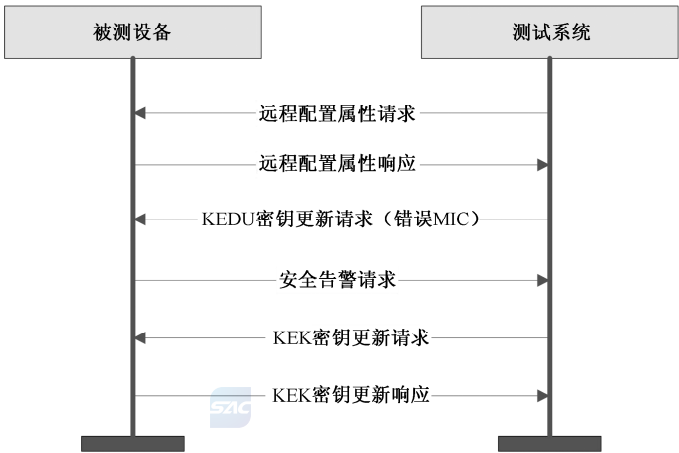 被测设备
测试系统
远程配置属性请求
远程配置属性响应
KEDU密钥更新请求（错误MIC）
安全告警请求
KEK密钥更新请求
KEK密钥更新响应
SAC